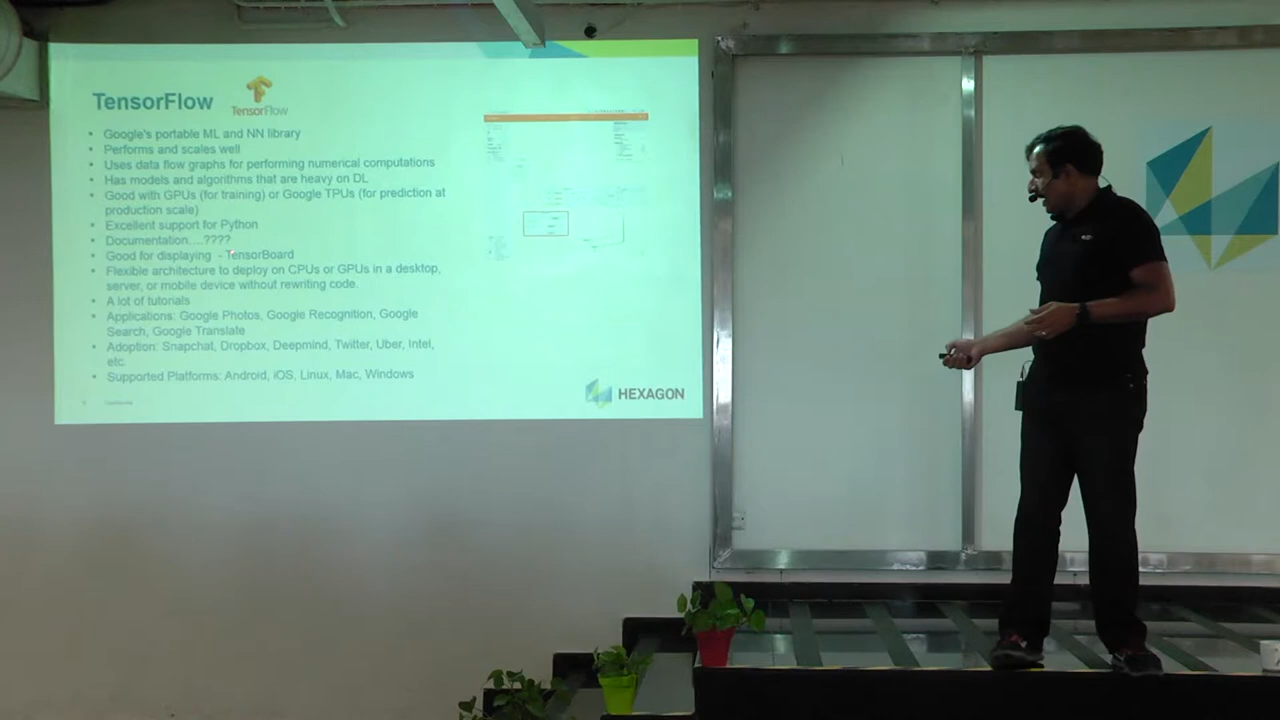 TensorFlow
TensorFlow
• Google's portable ML and NN library
• Performs and scales well
• Uses data flow graphs for performing numerical computations
• Has models and algorithms that are heavy on DL
• Good with GPUs (for training) or Google TPUs (for prediction at
production scale)
• Excellent support for Python
• Documentation....????
• Good for displaying - TensorBoard
• Flexible architecture to deploy on CPUs or GPUs in a desktop,
server, or mobile device without rewriting code.
• A lot of tutorials
• Applications: Google Photos, Google Recognition, Google
Search, Google Translate
• Adoption: Snapchat, Dropbox, Deepmind, Twitter, Uber, Intel,
etc.
• Supported Platforms: Android, iOS, Linux, Mac, Windows
HEXAGON